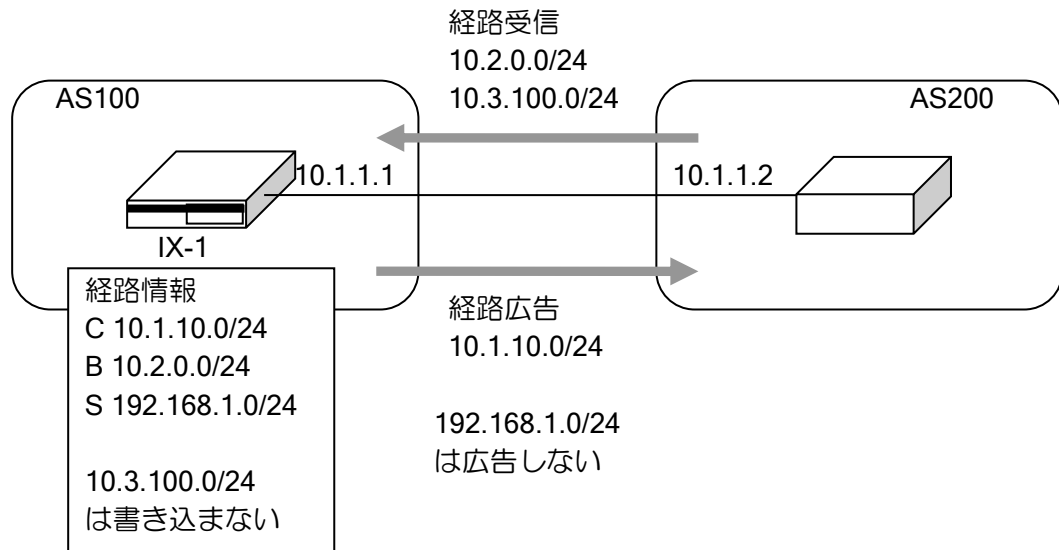 経路受信
10.2.0.0/24
10.3.100.0/24
AS100
AS200
10.1.1.1
10.1.1.2
IX-1
経路情報
C 10.1.10.0/24
B 10.2.0.0/24
S 192.168.1.0/24
10.3.100.0/24
は書き込まない
経路広告
10.1.10.0/24
192.168.1.0/24
は広告しない